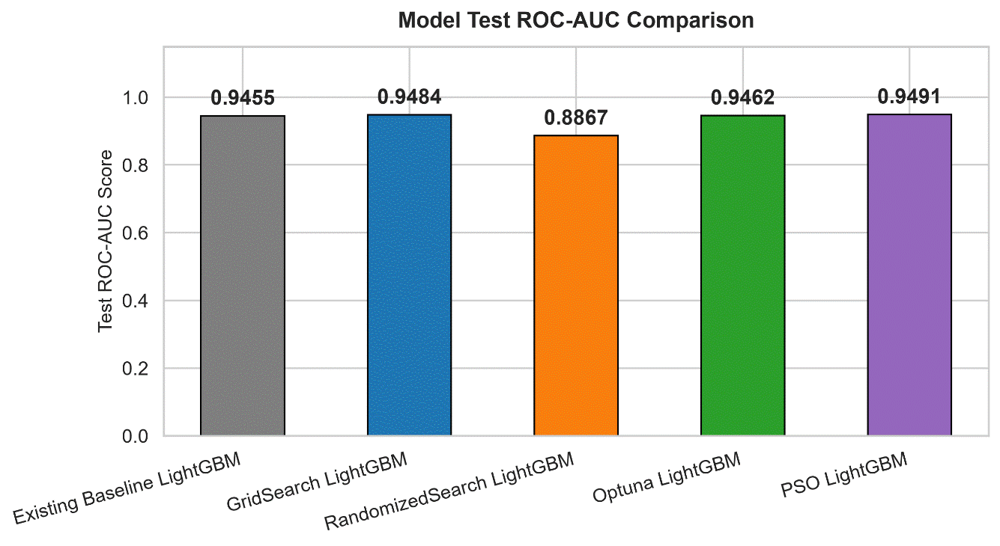 Model Test ROC-AUC Comparison
Test ROC-AUC Score
1.0
0.8
0.6
0.4
0.2
0.0
0.9455
0.9484
0.8867
0.9462
0.9491
Existing Baseline LightGBM
GridSearch LightGBM
RandomizedSearch LightGBM
Optuna LightGBM
PSO LightGBM